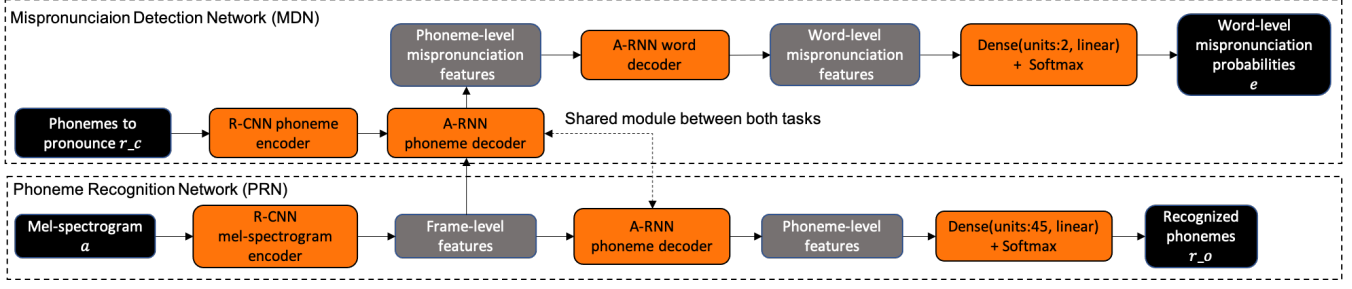 Mispronunciaion Detection Network (MDN)
Phoneme-level
mispronunciation
features
A-RNN word
decoder
Word-level
mispronunciation
features
Dense(units:2, linear)
+ Softmax
Word-level
mispronunciation
probabilities
e
Phonemes to
pronounce r_c
R-CNN phoneme
encoder
A-RNN
phoneme decoder
Shared module between both tasks
Phoneme Recognition Network (PRN)
Mel-spectrogram
a
R-CNN
mel-spectrogram
encoder
Frame-level
features
A-RNN
phoneme decoder
Phoneme-level
features
Dense(units:45, linear)
+ Softmax
Recognized
phonemes
r_o